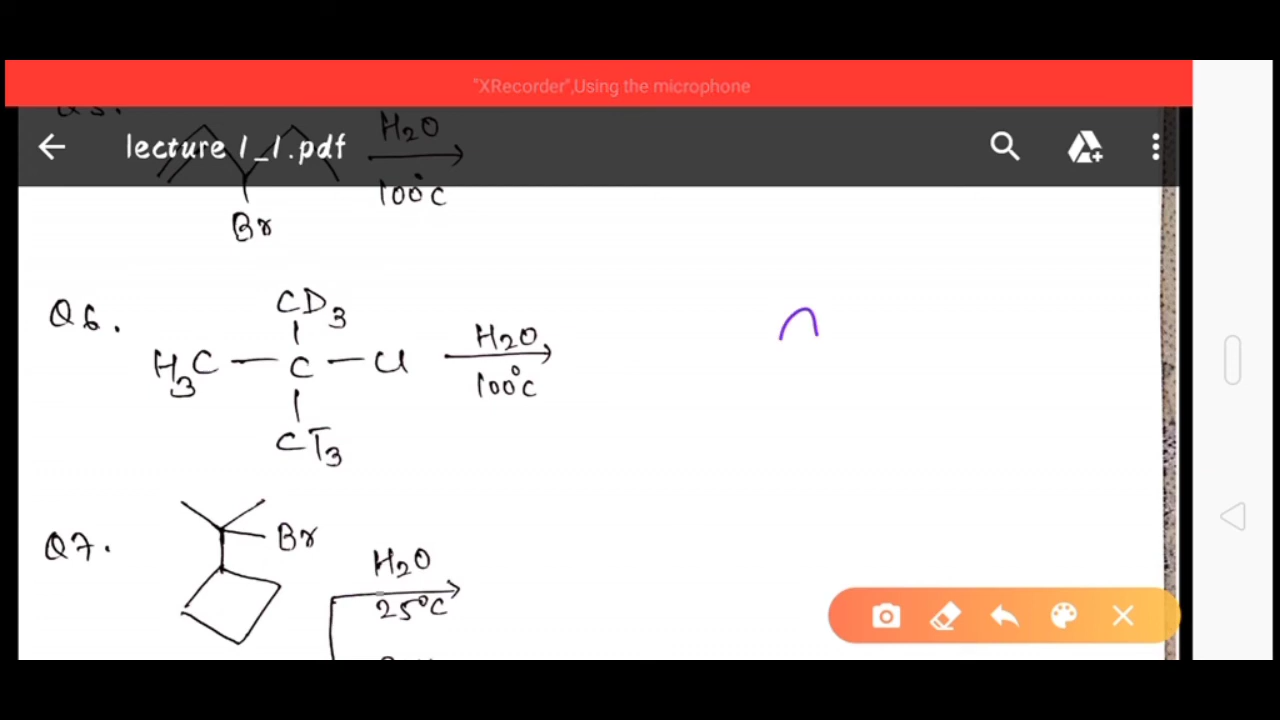 "XRecorder",Using the microphone
lecture 1_1.pdf
H2O
100°C
Br
Q6.
CD3
H3C — C — Cl
H2O
100°C
CT3
Q7.
Br
H2O
25°C